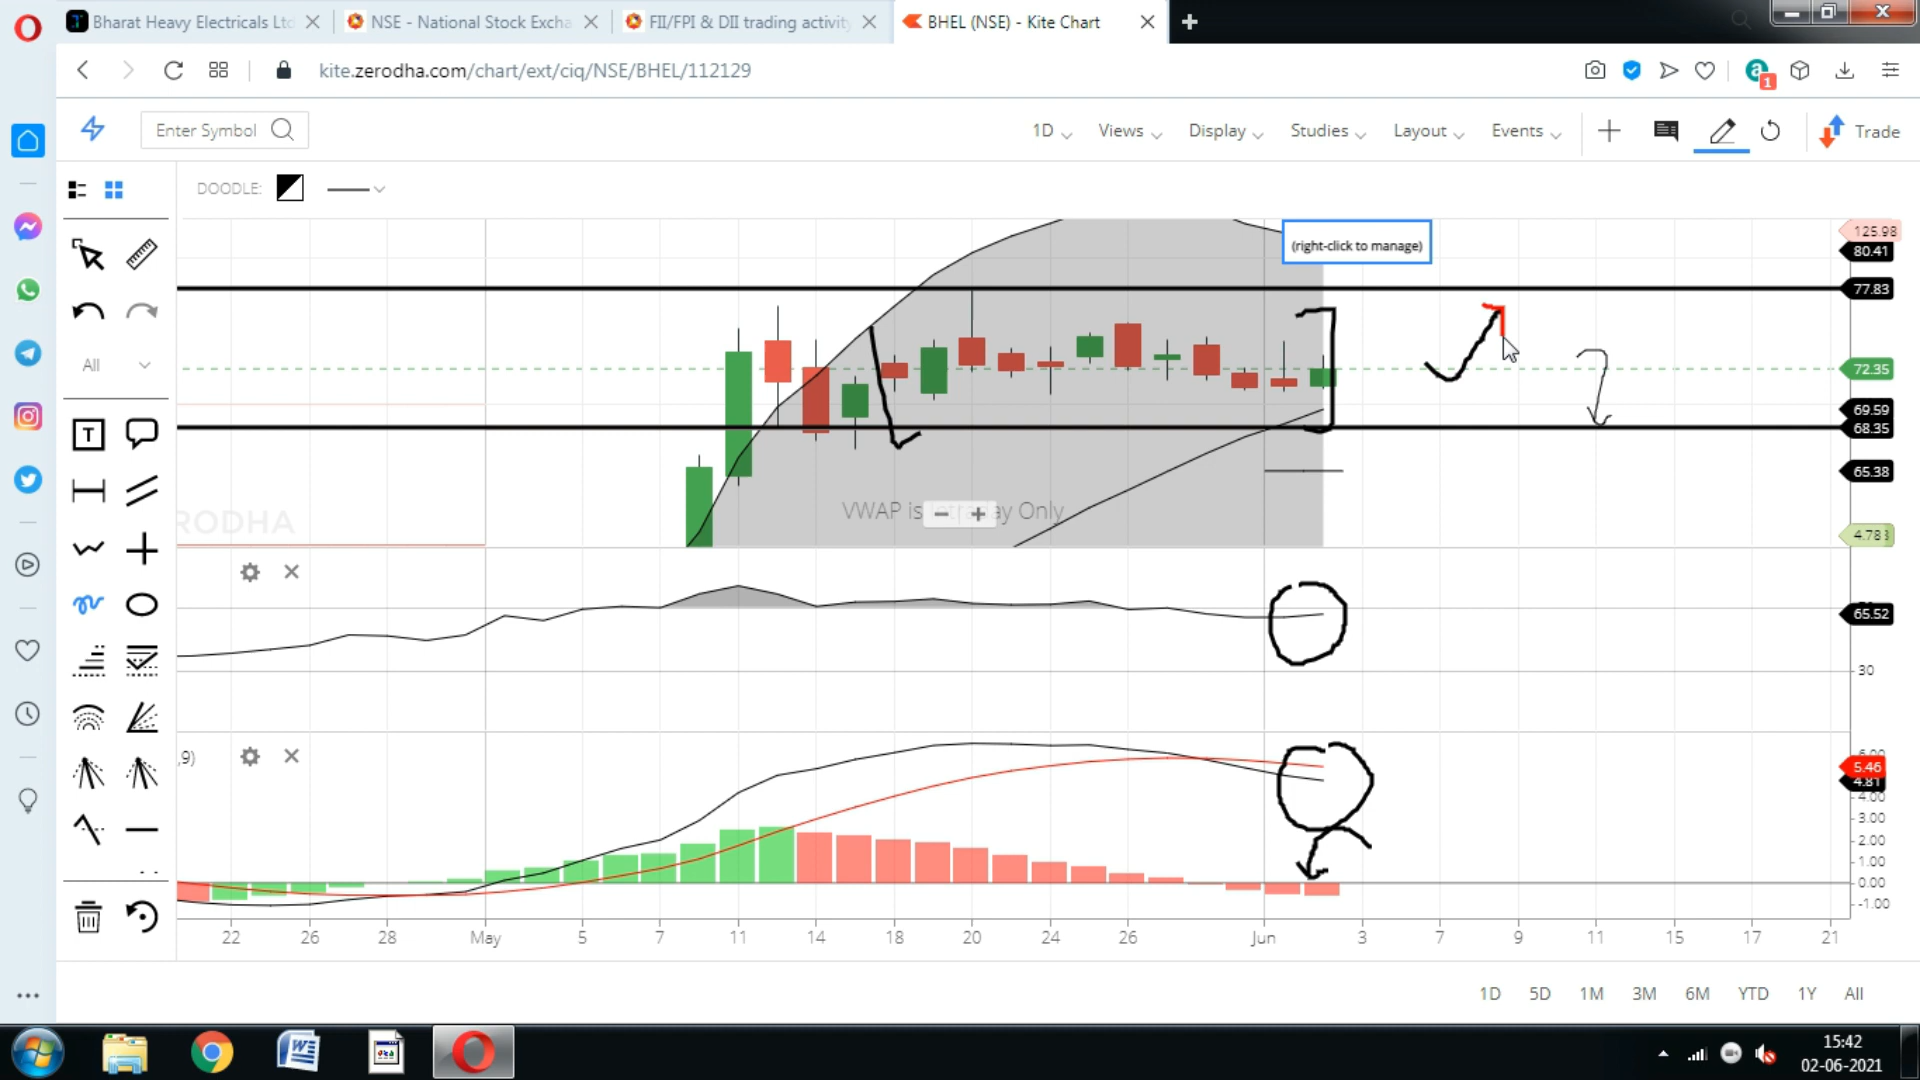 Bharat Heavy Electricals Ltd
NSE - National Stock Excha
FII/FPI & DII trading activity
BHEL (NSE) - Kite Chart
kite.zerodha.com/chart/ext/ciq/NSE/BHEL/112129
1
Enter Symbol
1D
Views
Display
Studies
Layout
Events
Trade
DOODLE:
(right-click to manage)
125.98
80.41
77.83
All
72.35
69.59
68.35
T
65.38
VWAP is Intraday Only
RODHA
4.78
65.52
30
,9)
5.46
4.81
4.00
3.00
2.00
1.00
0.00
-1.00
22
26
28
May
5
7
11
14
18
20
24
26
Jun
3
7
9
11
15
17
21
1D
5D
1M
3M
6M
YTD
1Y
All
15:42
02-06-2021